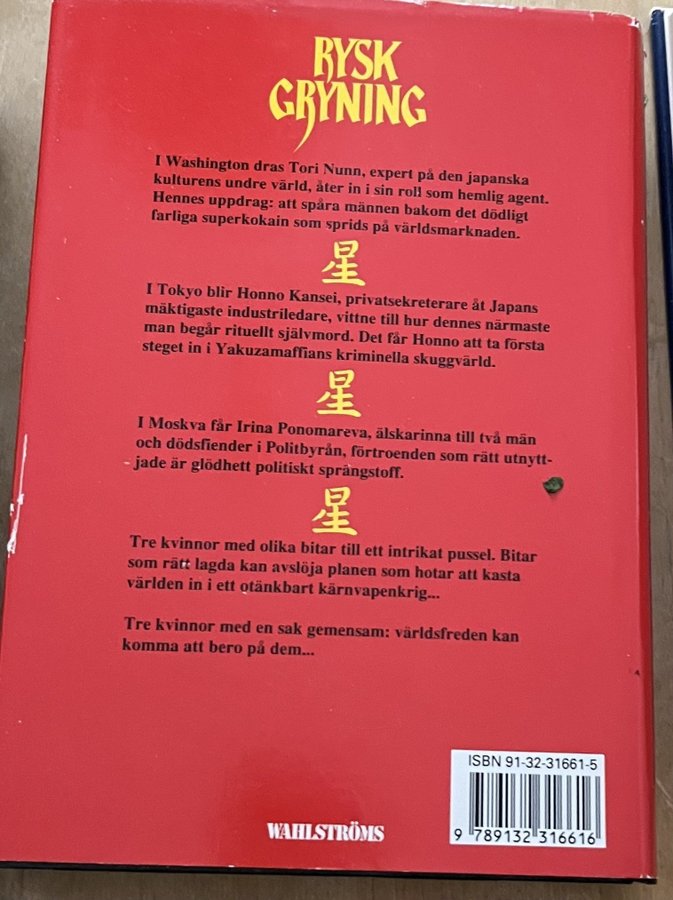 RYSK
GRYNING
I Washington dras Tori Nunn, expert på den japanska
kulturens undre värld, åter in i sin roll som hemlig agent.
Hennes uppdrag: att spåra männen bakom det dödligt
farliga superkokain som sprids på världsmarknaden.
星
I Tokyo blir Honno Kansei, privatsekreterare åt Japans
mäktigaste industriledare, vittne till hur dennes närmaste
man begår rituellt självmord. Det får Honno att ta första
steget in i Yakuzamaffians kriminella skuggvärld.
星
I Moskva får Irina Ponomareva, älskarinna till två män
och dödsfiender i Politbyrån, förtroenden som rätt utnytt-
jade är glödhett politiskt sprängstoff.
星
Tre kvinnor med olika bitar till ett intrikat pussel. Bitar
som rätt lagda kan avslöja planen som hotar att kasta
världen in i ett otänkbart kärnvapenkrig...
Tre kvinnor med en sak gemensam: världsfreden kan
komma att bero på dem...
ISBN 91-32-31661-5
9 789132 316616
WAHLSTRÖMS